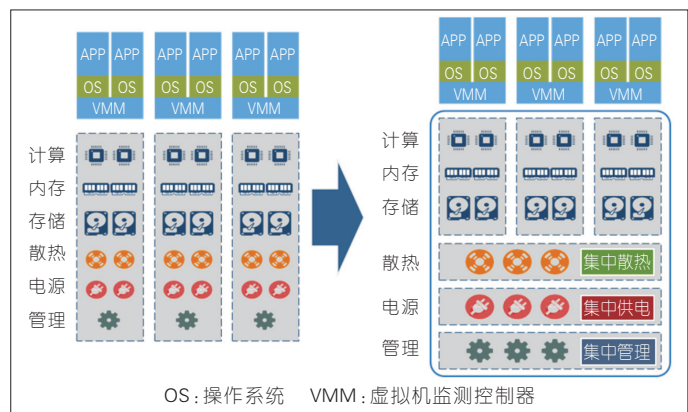 APP APP APP APP APP APP
OS OS OS OS OS OS
VMM VMM VMM
计算
内存
存储
散热
电源
管理
APP APP APP APP APP APP
OS OS OS OS OS OS
VMM VMM VMM
计算
内存
存储
散热 集中散热
电源 集中供电
管理 集中管理
OS:操作系统 VMM:虚拟机监测控制器